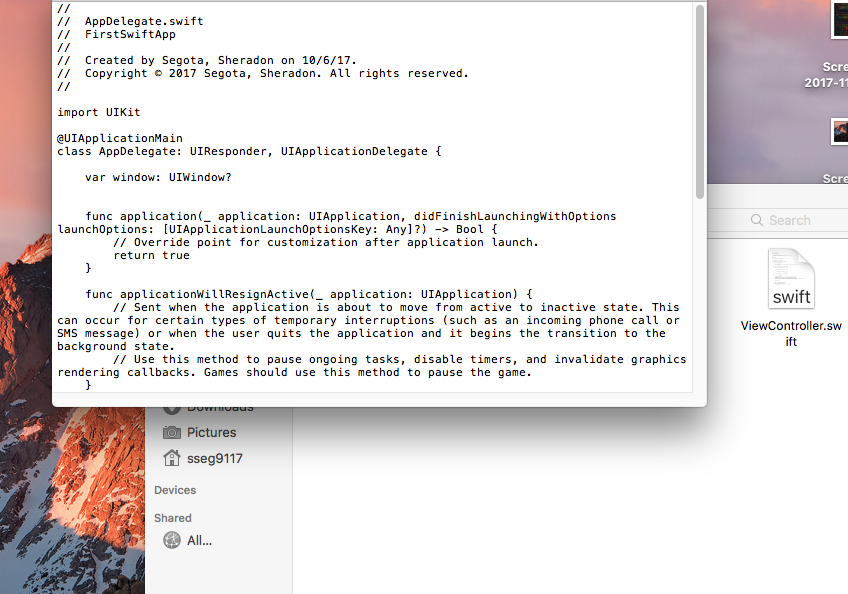 //
//  AppDelegate.swift
//  FirstSwiftApp
//
//  Created by Segota, Sheradon on 10/6/17.
//  Copyright © 2017 Segota, Sheradon. All rights reserved.
//
import UIKit
@UIApplicationMain
class AppDelegate: UIResponder, UIApplicationDelegate {
    var window: UIWindow?
    func application(_ application: UIApplication, didFinishLaunchingWithOptions
launchOptions: [UIApplicationLaunchOptionsKey: Any]?) -> Bool {
        // Override point for customization after application launch.
        return true
    }
    func applicationWillResignActive(_ application: UIApplication) {
        // Sent when the application is about to move from active to inactive state. This
can occur for certain types of temporary interruptions (such as an incoming phone call or
SMS message) or when the user quits the application and it begins the transition to the
background state.
        // Use this method to pause ongoing tasks, disable timers, and invalidate graphics
rendering callbacks. Games should use this method to pause the game.
    }
Scre
2017-11
Scre
Search
swift
ViewController.sw
ift
Downloads
Pictures
sseg9117
Devices
Shared
All...